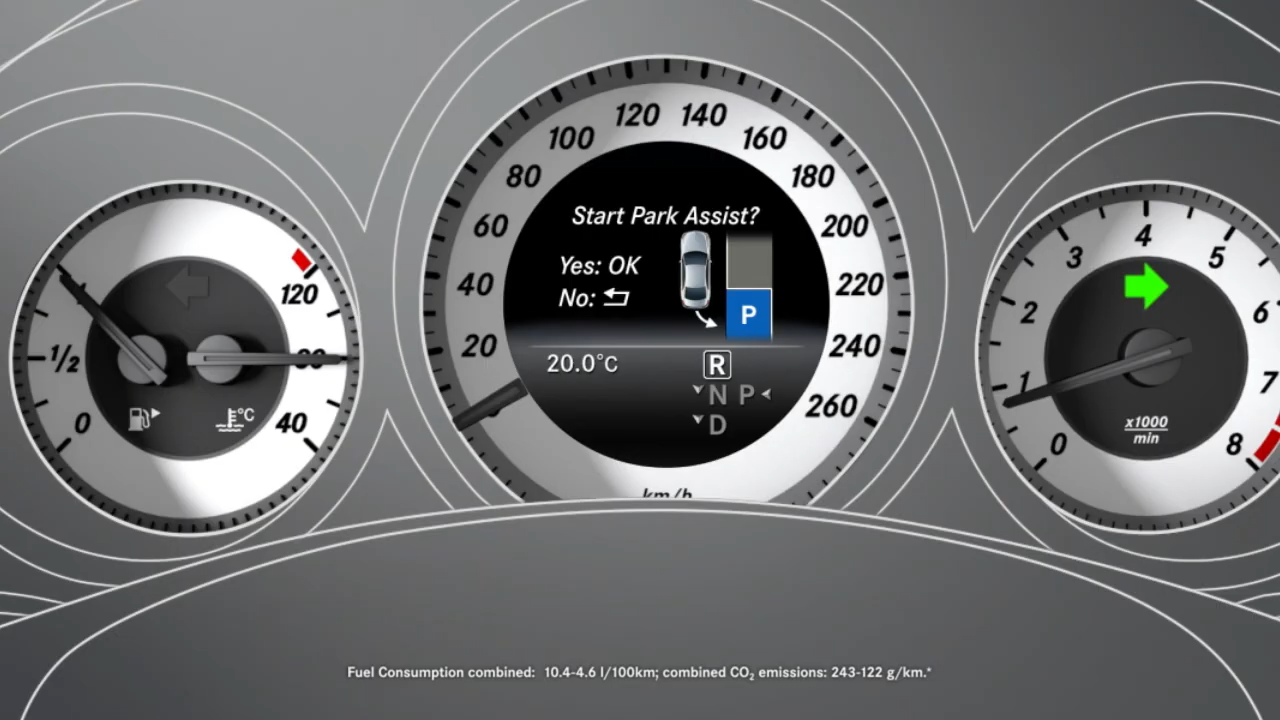 1/2
0
120
80
40
°C
20
40
60
80
100
120
140
160
180
200
220
240
260
km/h
Start Park Assist?
Yes: OK
No:
P
20.0°C
R
N P
D
0
1
2
3
4
5
6
7
8
x1000
min
Fuel Consumption combined: 10.4-4.6 l/100km; combined CO₂ emissions: 243-122 g/km.*